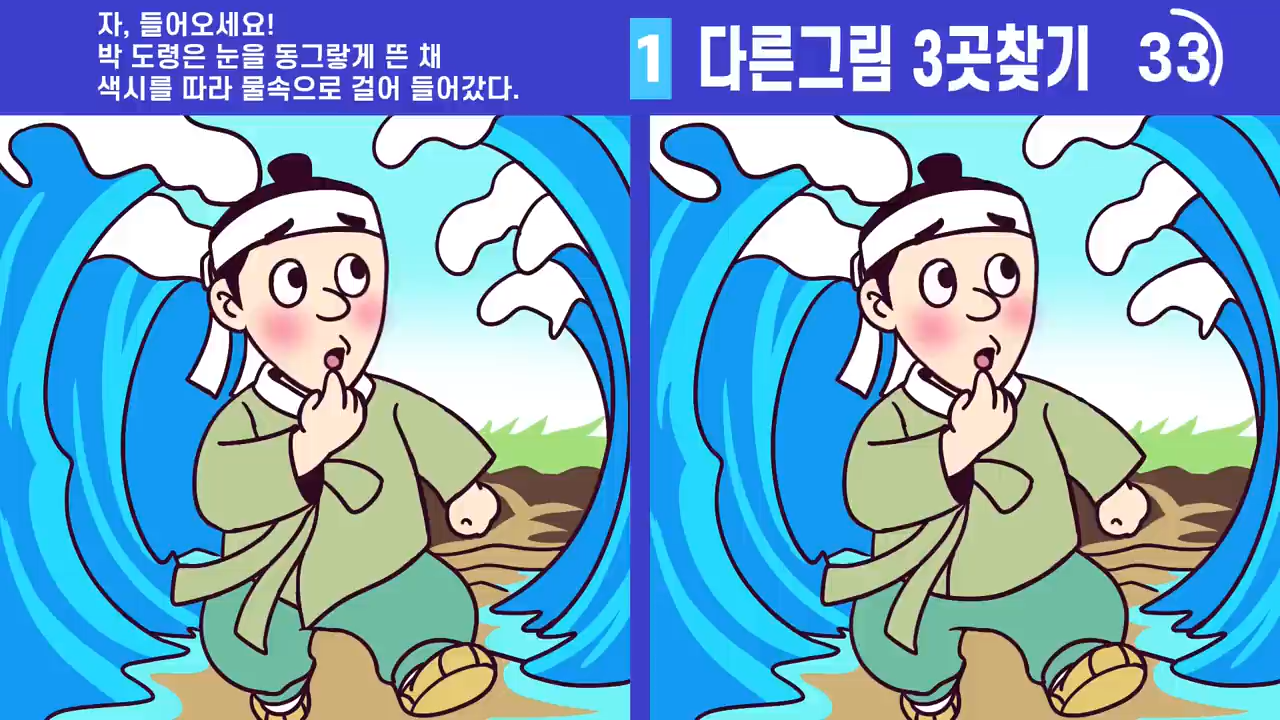 자, 들어오세요!
박 도령은 눈을 동그랗게 뜬 채
색시를 따라 물속으로 걸어 들어갔다.
1 다른그림 3곳찾기 33